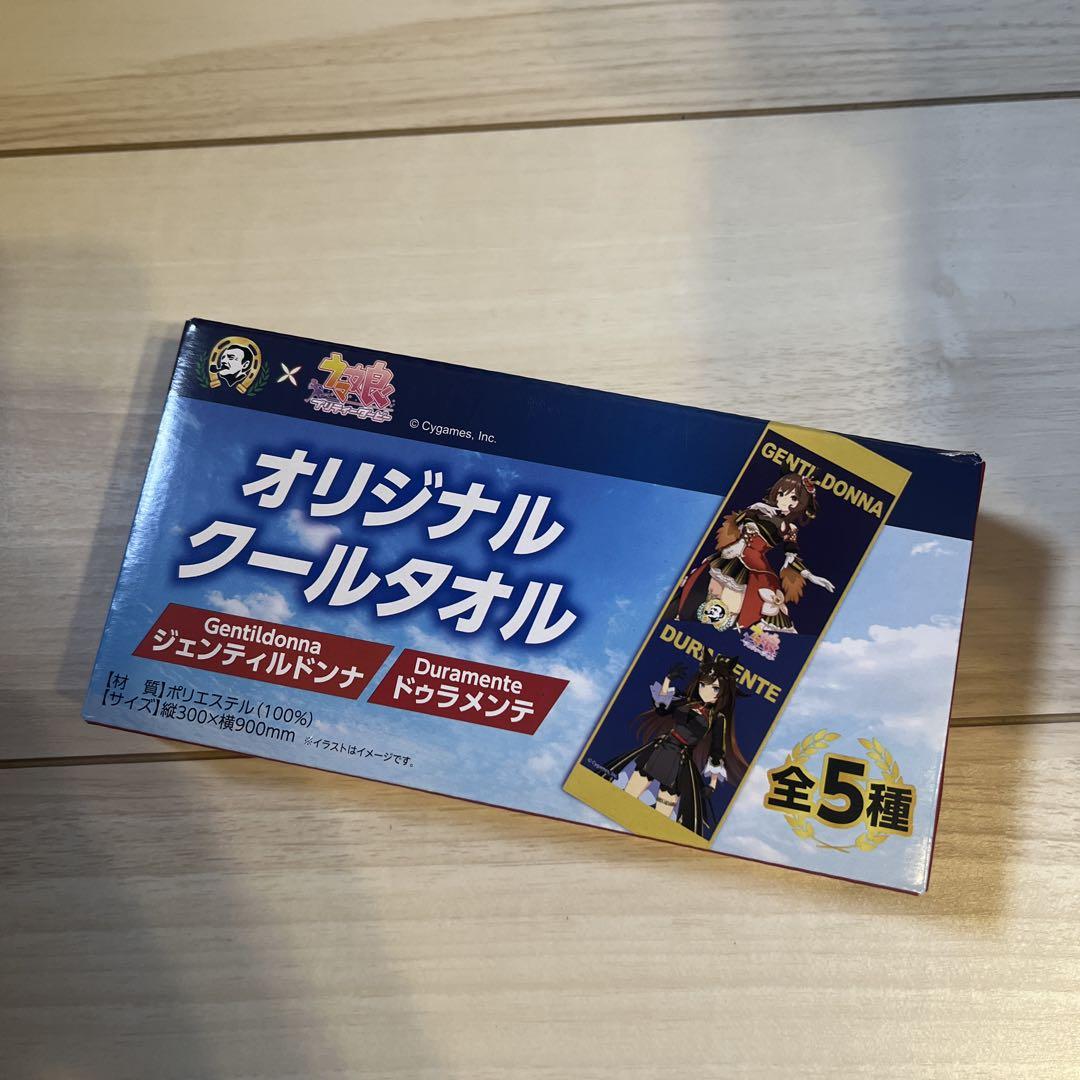 ウマ娘
プリティーダービー
© Cygames, Inc.
オリジナル
クールタオル
Gentildonna
ジェンティルドンナ
Duramente
ドゥラメンテ
【材　質】ポリエステル(100%)
【サイズ】縦300×横900mm
※イラストはイメージです。
GENTILDONNA
DURAMENTE
© Cygames, Inc.
全5種